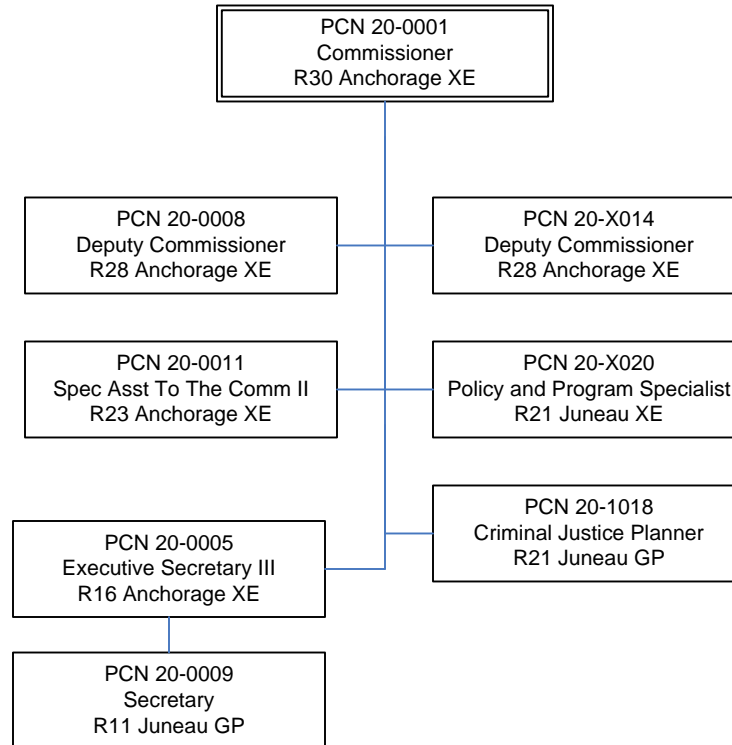 PCN 20-0001
Commissioner
R30 Anchorage XE
PCN 20-0008
Deputy Commissioner
R28 Anchorage XE
PCN 20-X014
Deputy Commissioner
R28 Anchorage XE
PCN 20-0011
Spec Asst To The Comm II
R23 Anchorage XE
PCN 20-X020
Policy and Program Specialist
R21 Juneau XE
PCN 20-1018
Criminal Justice Planner
R21 Juneau GP
PCN 20-0005
Executive Secretary III
R16 Anchorage XE
PCN 20-0009
Secretary
R11 Juneau GP